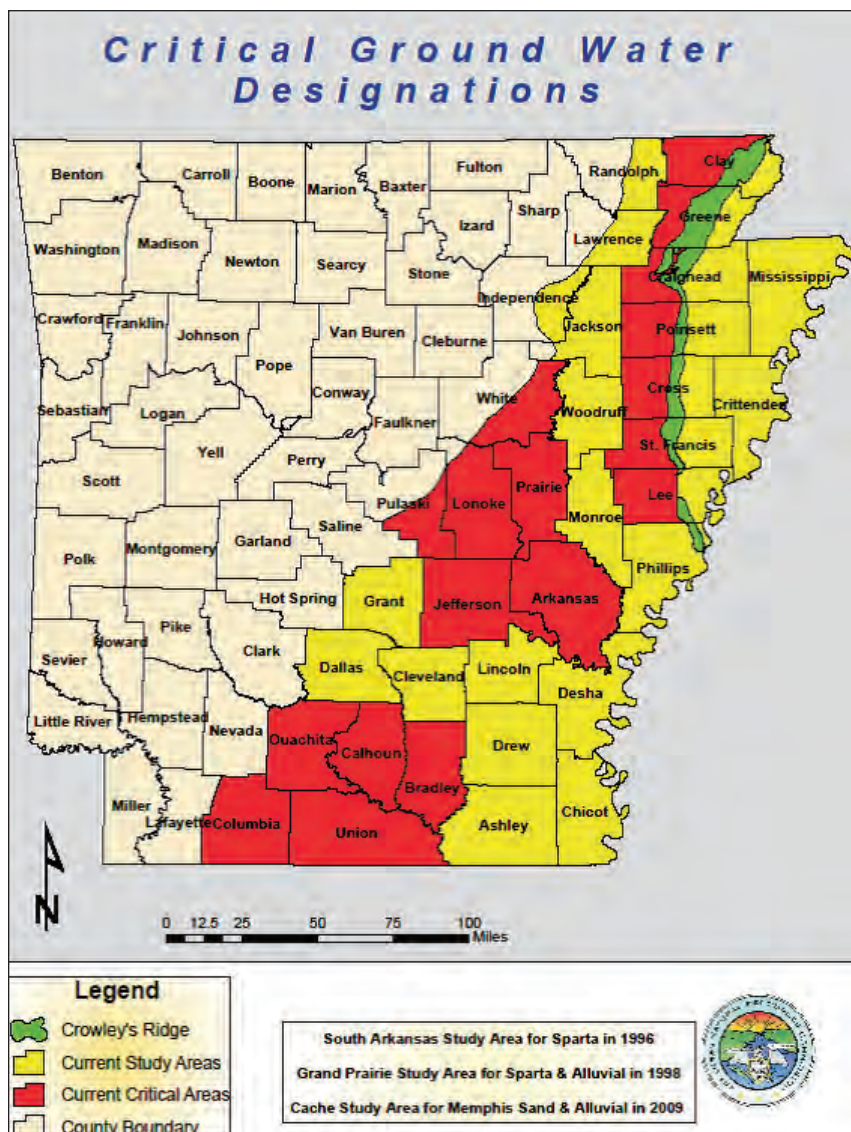 Critical Ground Water
Designations
Benton
Carroll
Boone
Marion
Baxter
Fulton
Randolph
Clay
Sharp
Izard
Greene
Washington
Madison
Newton
Searcy
Stone
Lawrence
Independence
Craighead
Mississippi
Crawford
Franklin
Johnson
Van Buren
Cleburne
Jackson
Poinsett
Pope
Sebastian
Logan
Conway
Faulkner
White
Woodruff
Cross
Crittenden
Scott
Yell
Perry
St. Francis
Pulaski
Lonoke
Prairie
Lee
Polk
Montgomery
Garland
Saline
Monroe
Phillips
Hot Spring
Grant
Jefferson
Arkansas
Howard
Pike
Clark
Sevier
Dallas
Cleveland
Lincoln
Desha
Little River
Hempstead
Nevada
Ouachita
Calhoun
Drew
Bradley
Miller
Lafayette
Columbia
Union
Ashley
Chicot
N
0 12.5 25 50 75 100
Miles
Legend
Crowley's Ridge
Current Study Areas
Current Critical Areas
County Boundary
South Arkansas Study Area for Sparta in 1996
Grand Prairie Study Area for Sparta & Alluvial in 1998
Cache Study Area for Memphis Sand & Alluvial in 2009